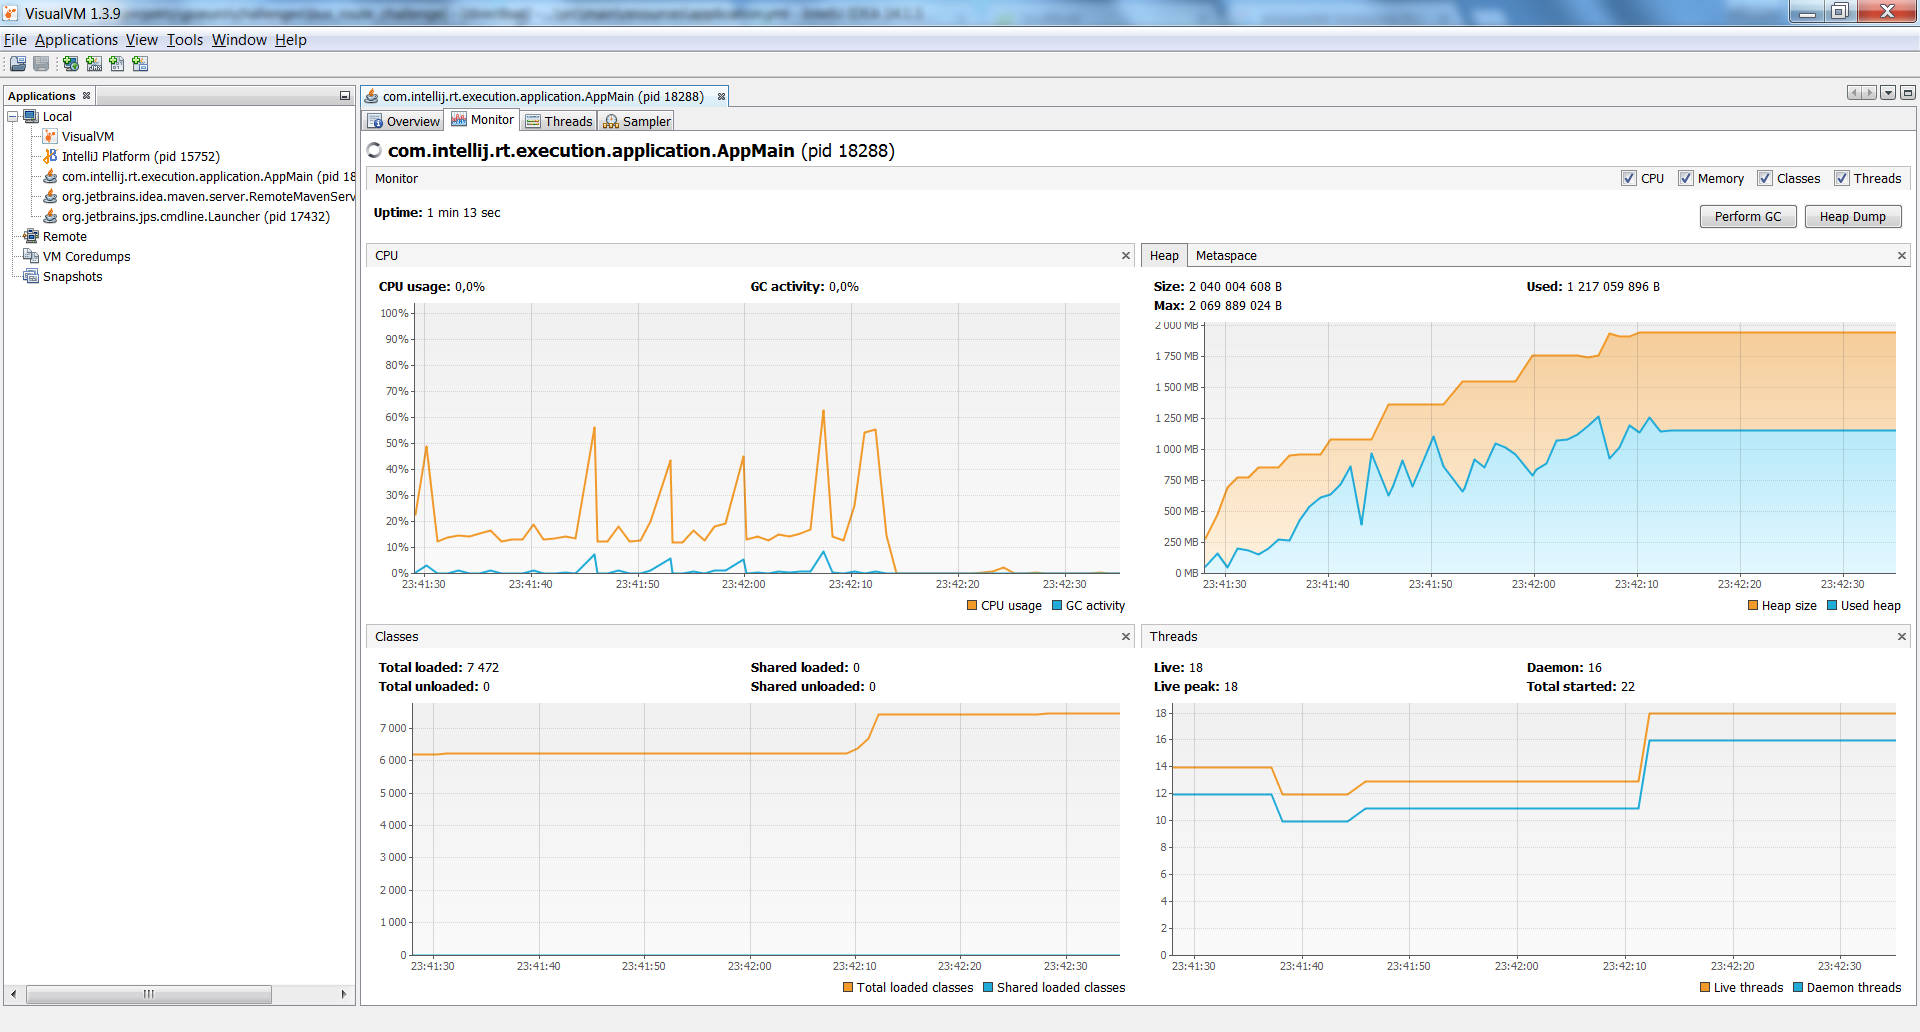 VisualVM 1.3.9
File Applications View Tools Window Help
Applications
Local
VisualVM
IntelliJ Platform (pid 15752)
com.intellij.rt.execution.application.AppMain (pid 18
org.jetbrains.idea.maven.server.RemoteMavenServ
org.jetbrains.jps.cmdline.Launcher (pid 17432)
Remote
VM Coredumps
Snapshots
com.intellij.rt.execution.application.AppMain (pid 18288)
Overview Monitor Threads Sampler
com.intellij.rt.execution.application.AppMain (pid 18288)
Monitor CPU Memory Classes Threads
Uptime: 1 min 13 sec
Perform GC Heap Dump
CPU
CPU usage: 0,0% GC activity: 0,0%
100%
90%
80%
70%
60%
50%
40%
30%
20%
10%
0%
23:41:30 23:41:40 23:41:50 23:42:00 23:42:10 23:42:20 23:42:30
CPU usage GC activity
Heap Metaspace
Size: 2 040 004 608 B Used: 1 217 059 896 B
Max: 2 069 889 024 B
2 000 MB
1 750 MB
1 500 MB
1 250 MB
1 000 MB
750 MB
500 MB
250 MB
0 MB
23:41:30 23:41:40 23:41:50 23:42:00 23:42:10 23:42:20 23:42:30
Heap size Used heap
Classes
Total loaded: 7 472 Shared loaded: 0
Total unloaded: 0 Shared unloaded: 0
7 000
6 000
5 000
4 000
3 000
2 000
1 000
0
23:41:30 23:41:40 23:41:50 23:42:00 23:42:10 23:42:20 23:42:30
Total loaded classes Shared loaded classes
Threads
Live: 18 Daemon: 16
Live peak: 18 Total started: 22
18
16
14
12
10
8
6
4
2
0
23:41:30 23:41:40 23:41:50 23:42:00 23:42:10 23:42:20 23:42:30
Live threads Daemon threads